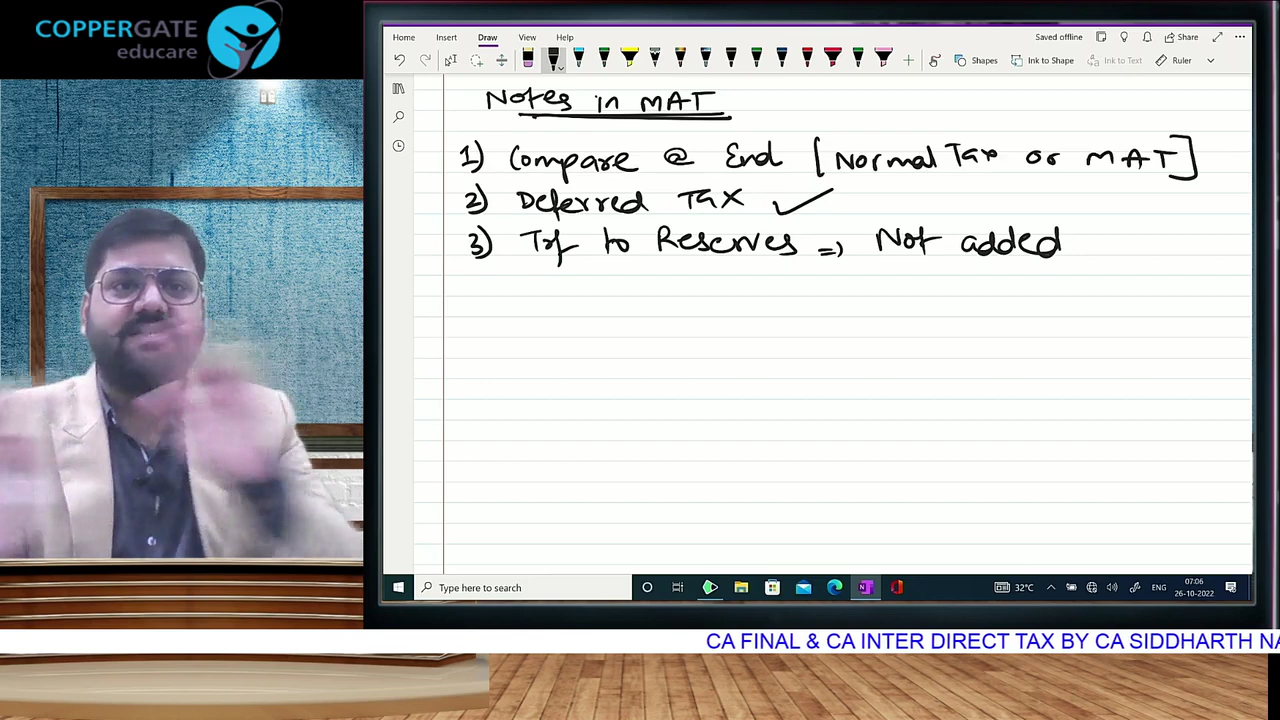 COPPERGATE
educare
Home Insert Draw View Help
Saved offline
Share
Shapes
Ink to Shape
Ink to Text
Ruler
Notes in MAT
1) Compare @ End [Normal Tax or MAT]
2) Deferred Tax ✓
3) Trf to Reserves => Not added
Type here to search
32°C
ENG
07:06
26-10-2022
CA FINAL & CA INTER DIRECT TAX BY CA SIDDHARTH NA